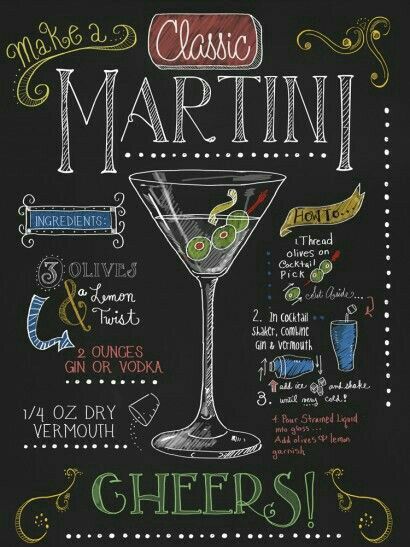 Make a
Classic
MARTINI
INGREDIENTS:
3 OLIVES
& a Lemon
Twist
2 OUNCES
GIN OR VODKA
1/4 OZ DRY
VERMOUTH
HOW TO...
1. Thread
olives on
Cocktail
Pick
Set Aside...
2. In Cocktail
Shaker, Combine
Gin & Vermouth
3. add ice and shake
until very cold!
4. Pour Strained Liquid
into glass...
Add olives & lemon
garnish
CHEERS!